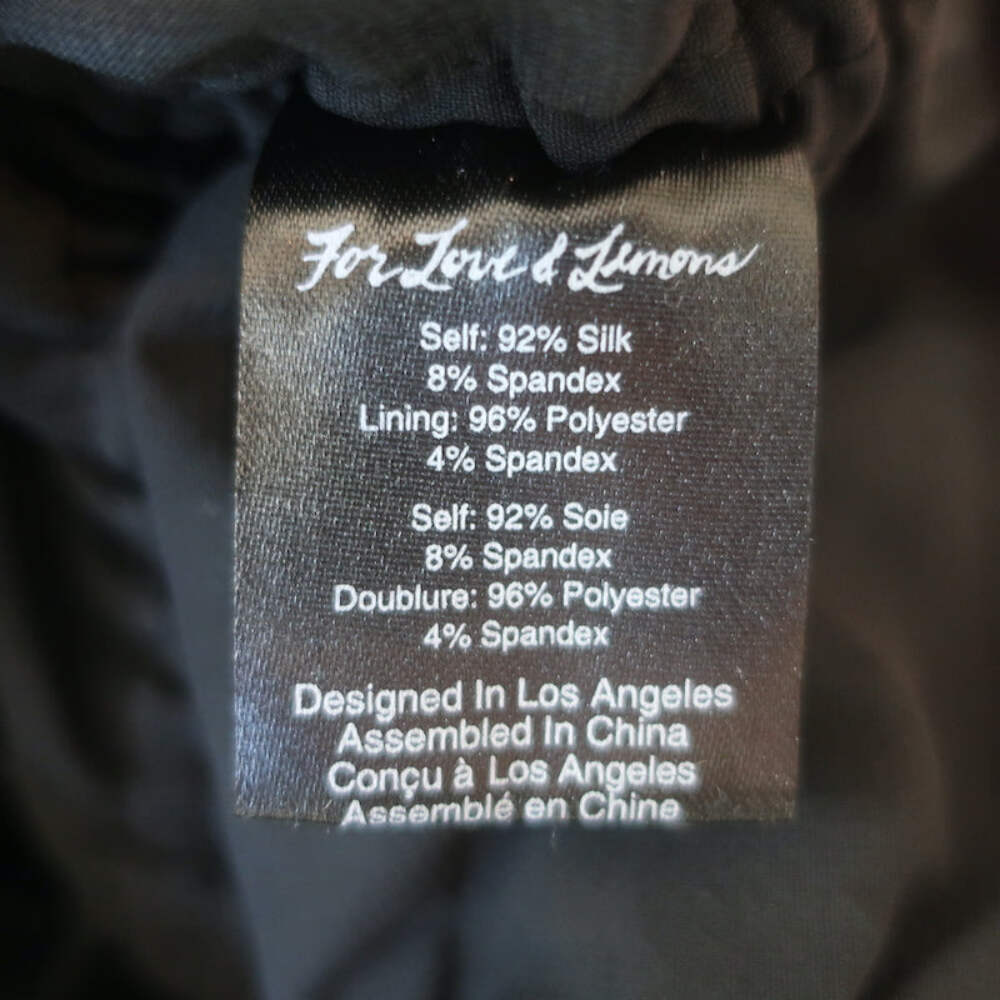 For Love & Lemons
Self: 92% Silk
8% Spandex
Lining: 96% Polyester
4% Spandex
Self: 92% Soie
8% Spandex
Doublure: 96% Polyester
4% Spandex
Designed In Los Angeles
Assembled In China
Conçu à Los Angeles
Assemblé en Chine